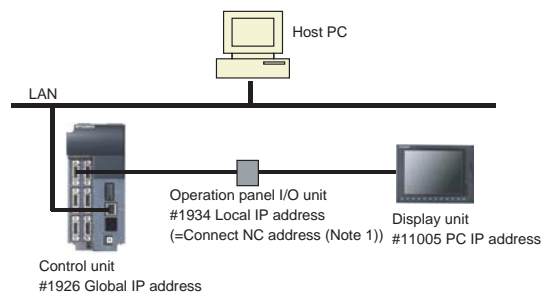 Host PC
LAN
Operation panel I/O unit
#1934 Local IP address
(=Connect NC address (Note 1))
Display unit
#11005 PC IP address
Control unit
#1926 Global IP address